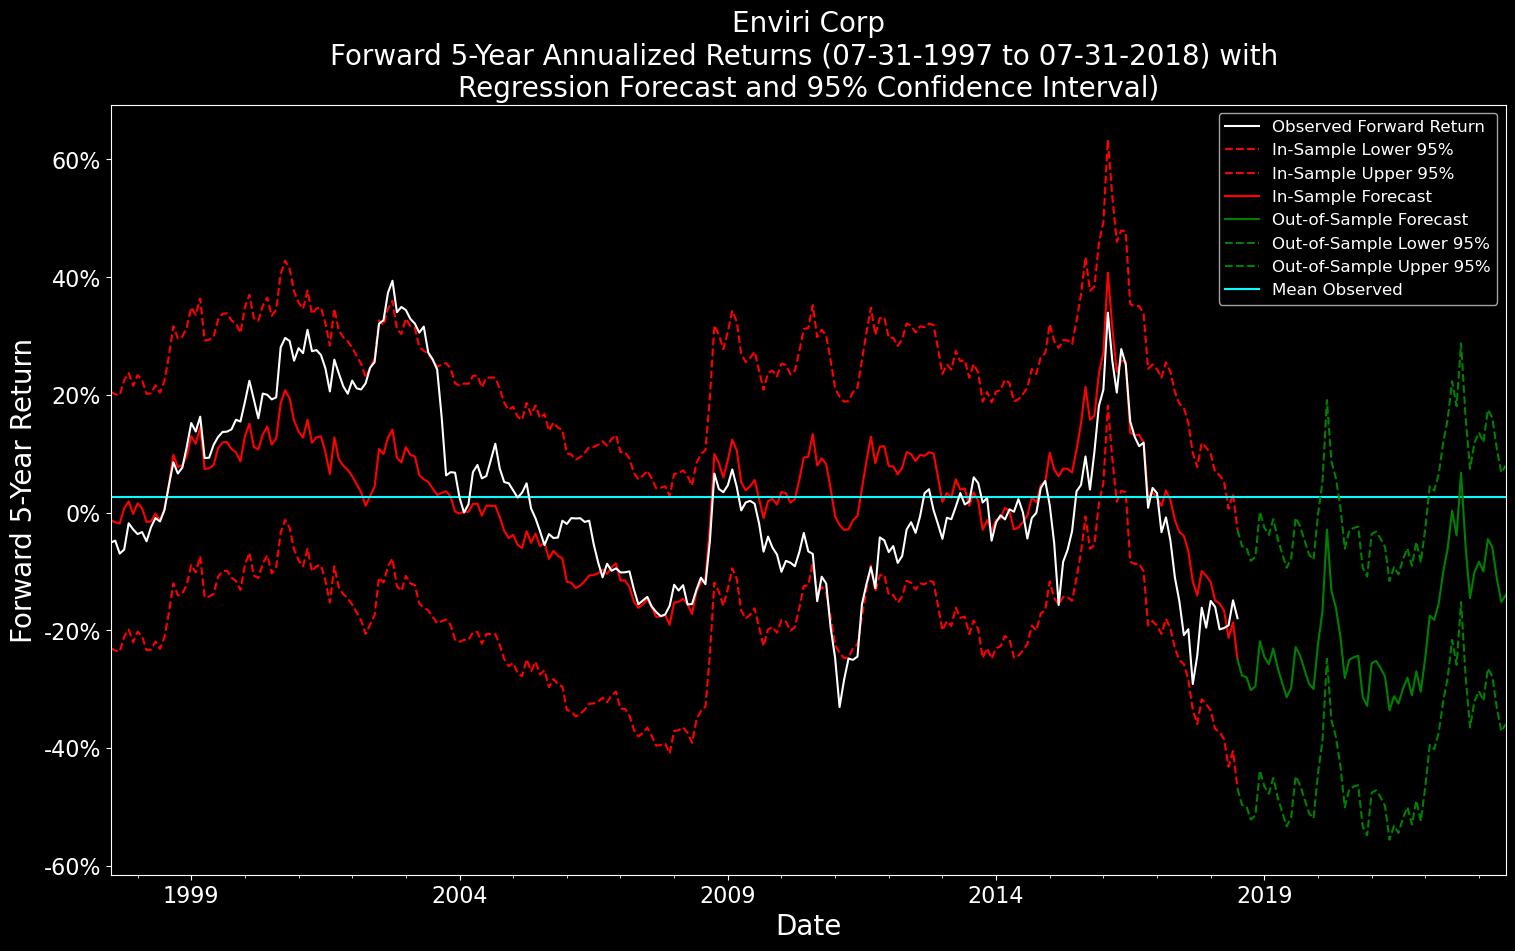 Enviri Corp
Forward 5-Year Annualized Returns (07-31-1997 to 07-31-2018) with
Regression Forecast and 95% Confidence Interval)
Observed Forward Return
In-Sample Lower 95%
In-Sample Upper 95%
In-Sample Forecast
Out-of-Sample Forecast
Out-of-Sample Lower 95%
Out-of-Sample Upper 95%
Mean Observed
Forward 5-Year Return
60%
40%
20%
0%
-20%
-40%
-60%
1999
2004
2009
2014
2019
Date